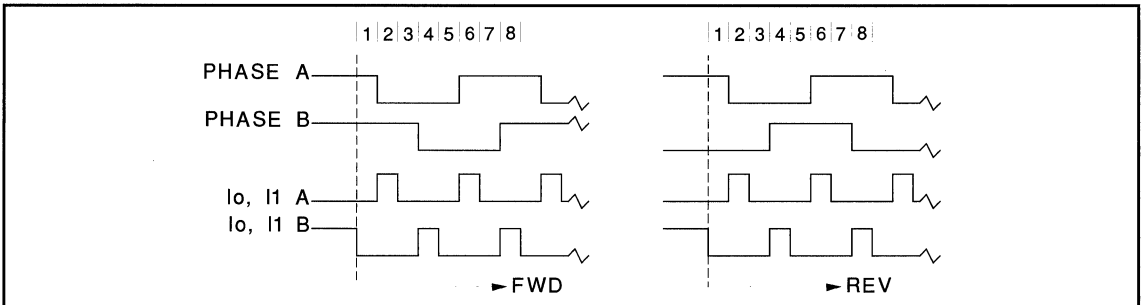 1 2 3 4 5 6 7 8 1 2 3 4 5 6 7 8
PHASE A
PHASE B
Io, I1 A
Io, I1 B
FWD REV